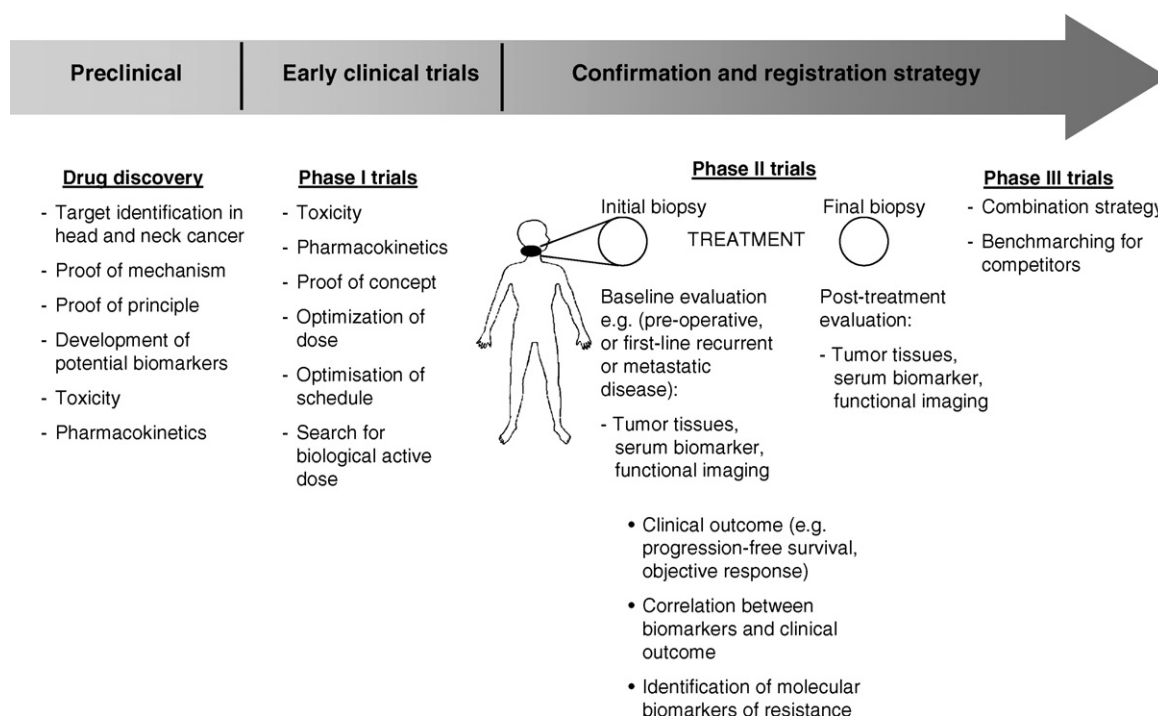 Preclinical
Early clinical trials
Confirmation and registration strategy
Drug discovery
- Target identification in
head and neck cancer
- Proof of mechanism
- Proof of principle
- Development of
potential biomarkers
- Toxicity
- Pharmacokinetics
Phase I trials
- Toxicity
- Pharmacokinetics
- Proof of concept
- Optimization of
dose
- Optimisation of
schedule
- Search for
biological active
dose
Phase II trials
Initial biopsy
TREATMENT
Final biopsy
Baseline evaluation
e.g. (pre-operative,
or first-line recurrent
or metastatic
disease):
- Tumor tissues,
serum biomarker,
functional imaging
Post-treatment
evaluation:
- Tumor tissues,
serum biomarker,
functional imaging
• Clinical outcome (e.g.
progression-free survival,
objective response)
• Correlation between
biomarkers and clinical
outcome
• Identification of molecular
biomarkers of resistance
Phase III trials
- Combination strategy
- Benchmarching for
competitors